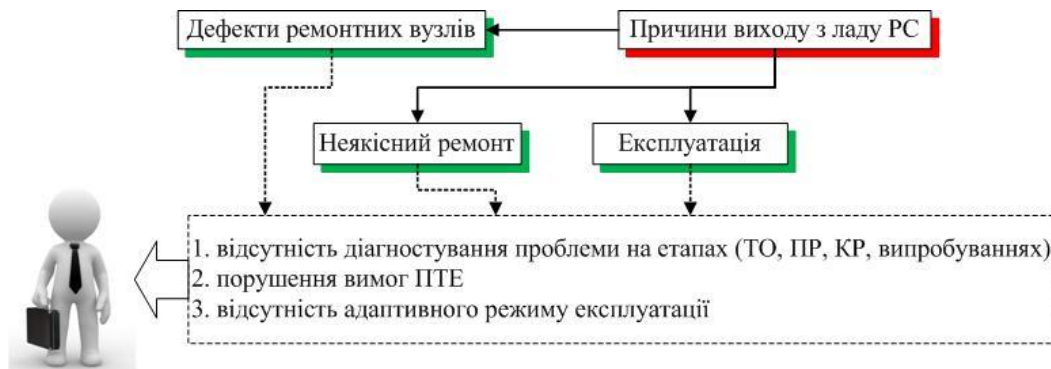 Дефекти ремонтних вузлів
Причини виходу з ладу РС
Неякісний ремонт
Експлуатація
1. відсутність діагностування проблеми на етапах (ТО, ПР, КР, випробуваннях)
2. порушення вимог ПТЕ
3. відсутність адаптивного режиму експлуатації